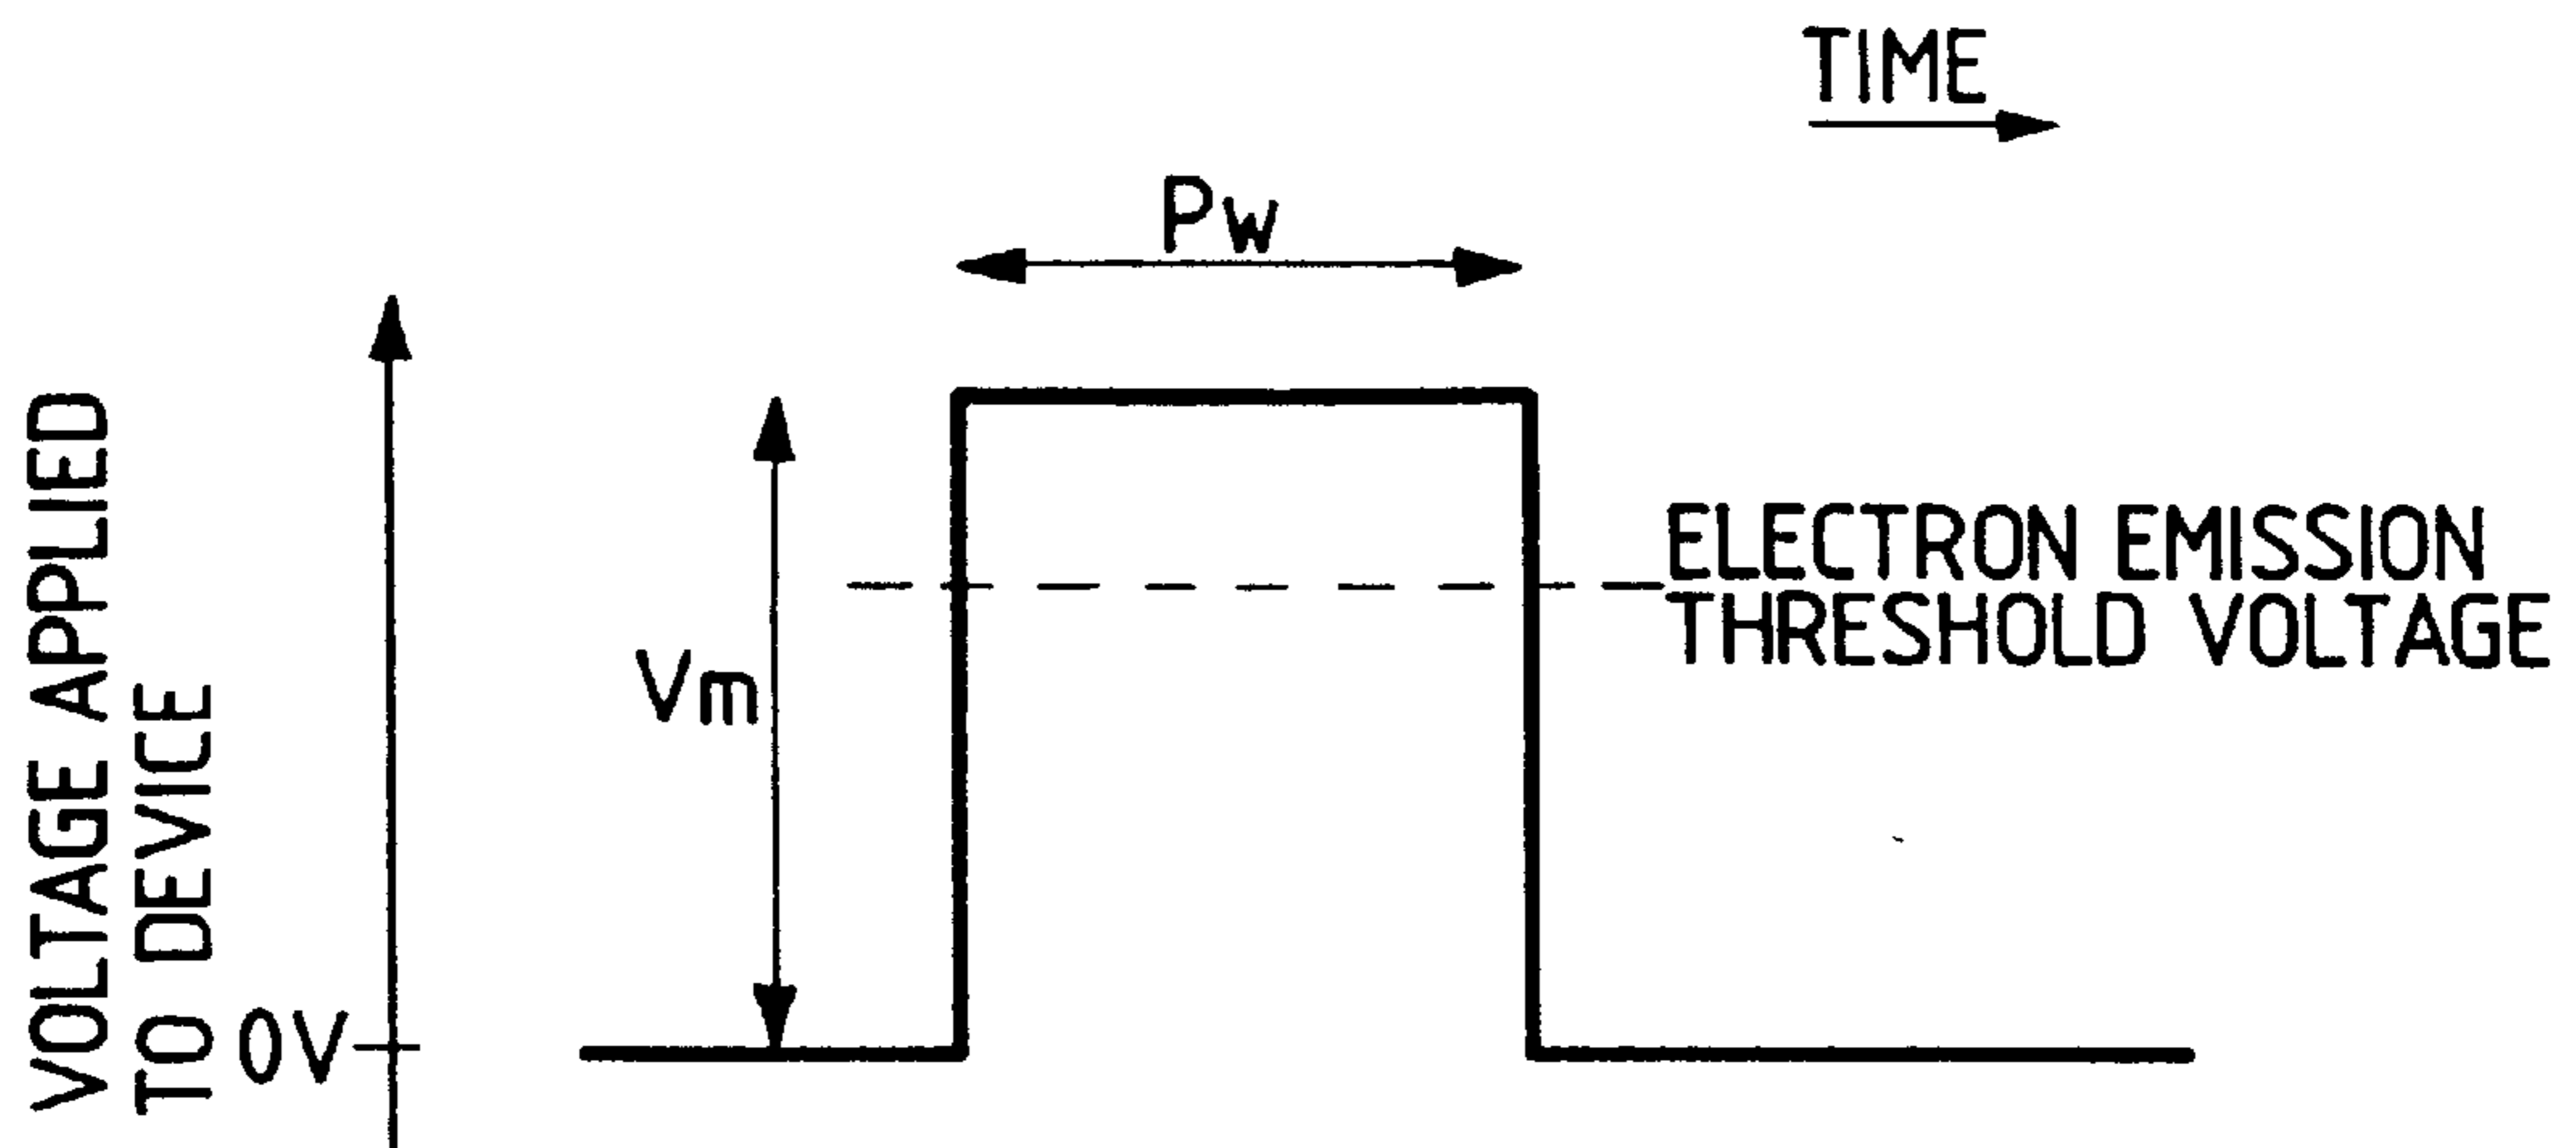 TIME
Pw
VOLTAGE APPLIED
TO DEVICE
ELECTRON EMISSION
THRESHOLD VOLTAGE
Vm
0V